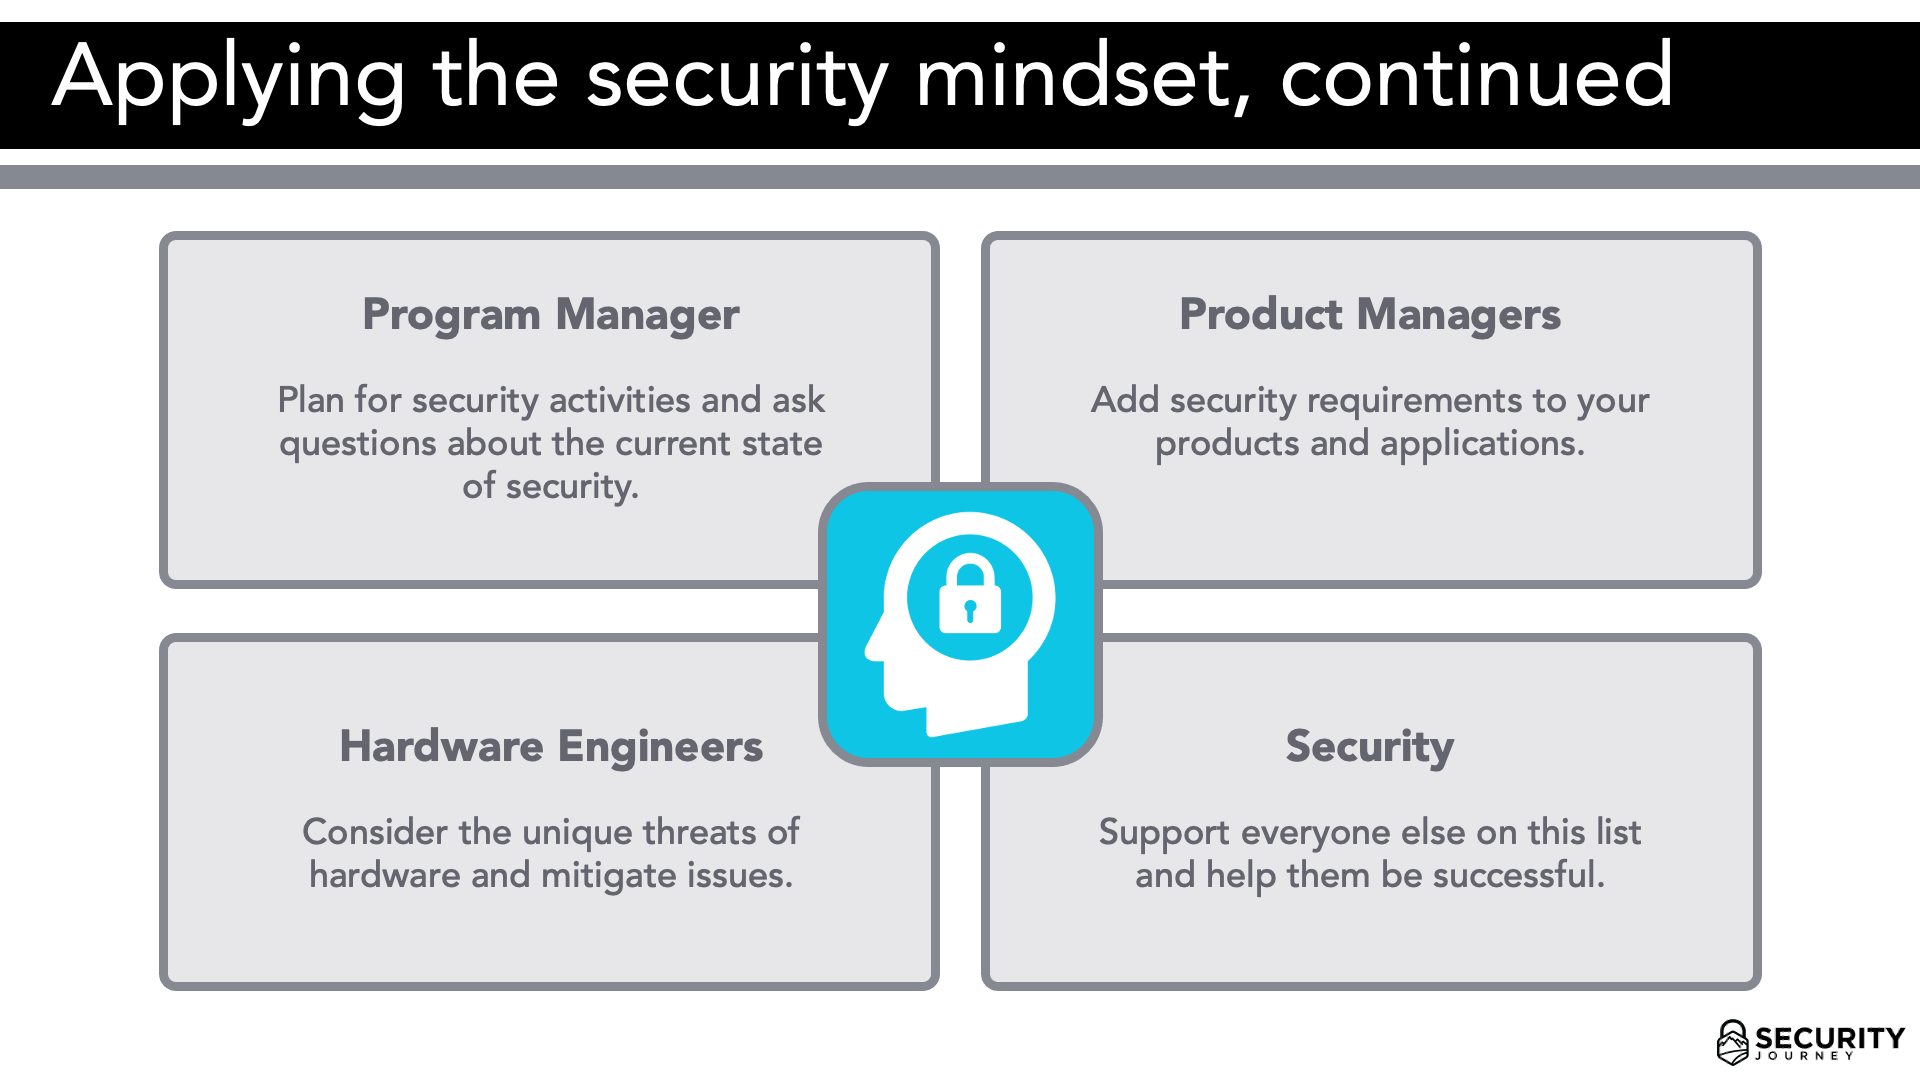 Applying the security mindset, continued
Program Manager
Plan for security activities and ask
questions about the current state
of security.
Product Managers
Add security requirements to your
products and applications.
Hardware Engineers
Consider the unique threats of
hardware and mitigate issues.
Security
Support everyone else on this list
and help them be successful.
SECURITY
JOURNEY